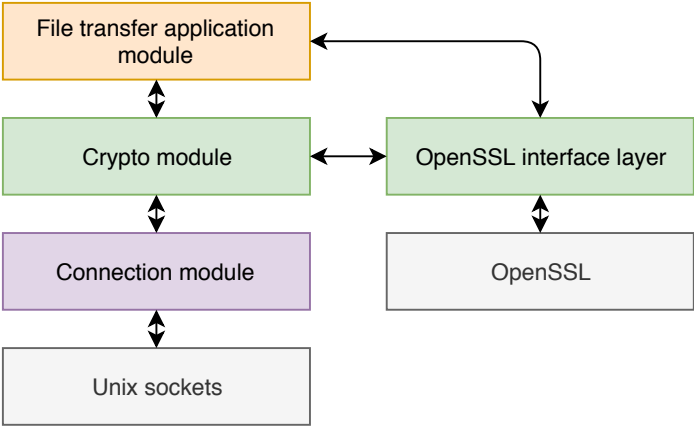 File transfer application
module
Crypto module
OpenSSL interface layer
Connection module
OpenSSL
Unix sockets